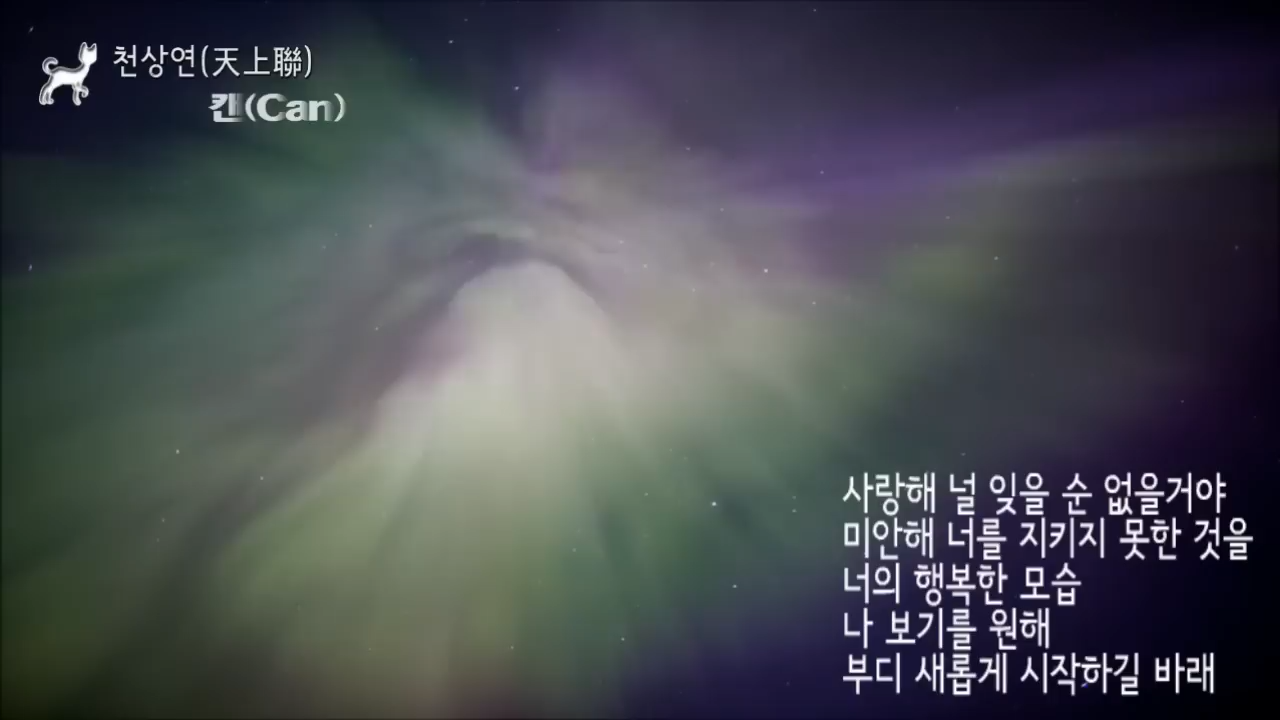 천상연(天上聯)
캔(Can)
사랑해 널 잊을 순 없을거야
미안해 너를 지키지 못한 것을
너의 행복한 모습
나 보기를 원해
부디 새롭게 시작하길 바래